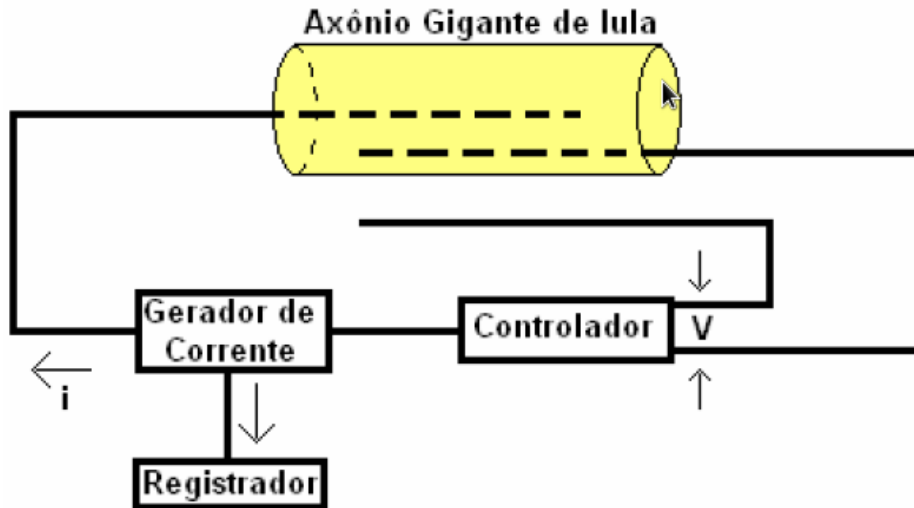 Axônio Gigante de lula
Gerador de
Corrente
Controlador
V
i
Registrador